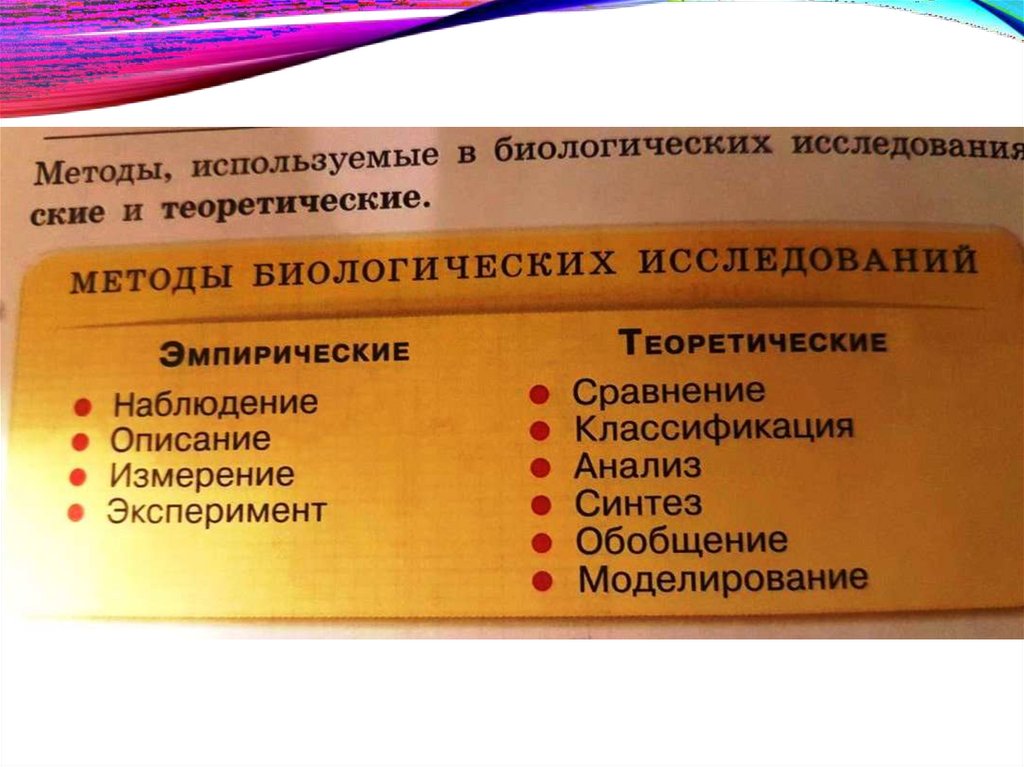 Методы, используемые в биологических исследования
ские и теоретические.
МЕТОДЫ БИОЛОГИЧЕСКИХ ИССЛЕДОВАНИЙ
ЭМПИРИЧЕСКИЕ
• Наблюдение
• Описание
• Измерение
• Эксперимент
ТЕОРЕТИЧЕСКИЕ
• Сравнение
• Классификация
• Анализ
• Синтез
• Обобщение
• Моделирование